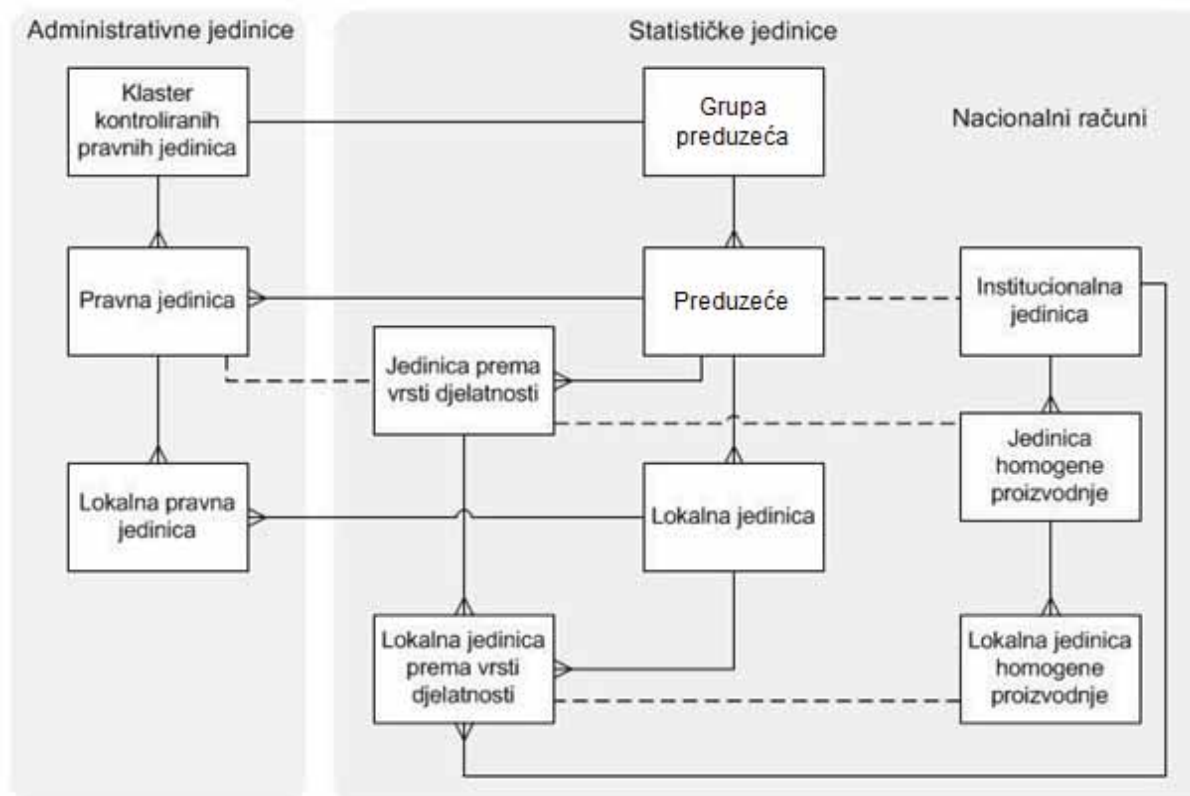 Administrativne jedinice
Statističke jedinice
Klaster
kontroliranih
pravnih jedinica
Grupa
preduzeća
Nacionalni računi
Pravna jedinica
Preduzeće
Institucionalna
jedinica
Jedinica prema
vrsti djelatnosti
Jedinica
homogene
proizvodnje
Lokalna pravna
jedinica
Lokalna jedinica
Lokalna jedinica
prema vrsti
djelatnosti
Lokalna jedinica
homogene
proizvodnje